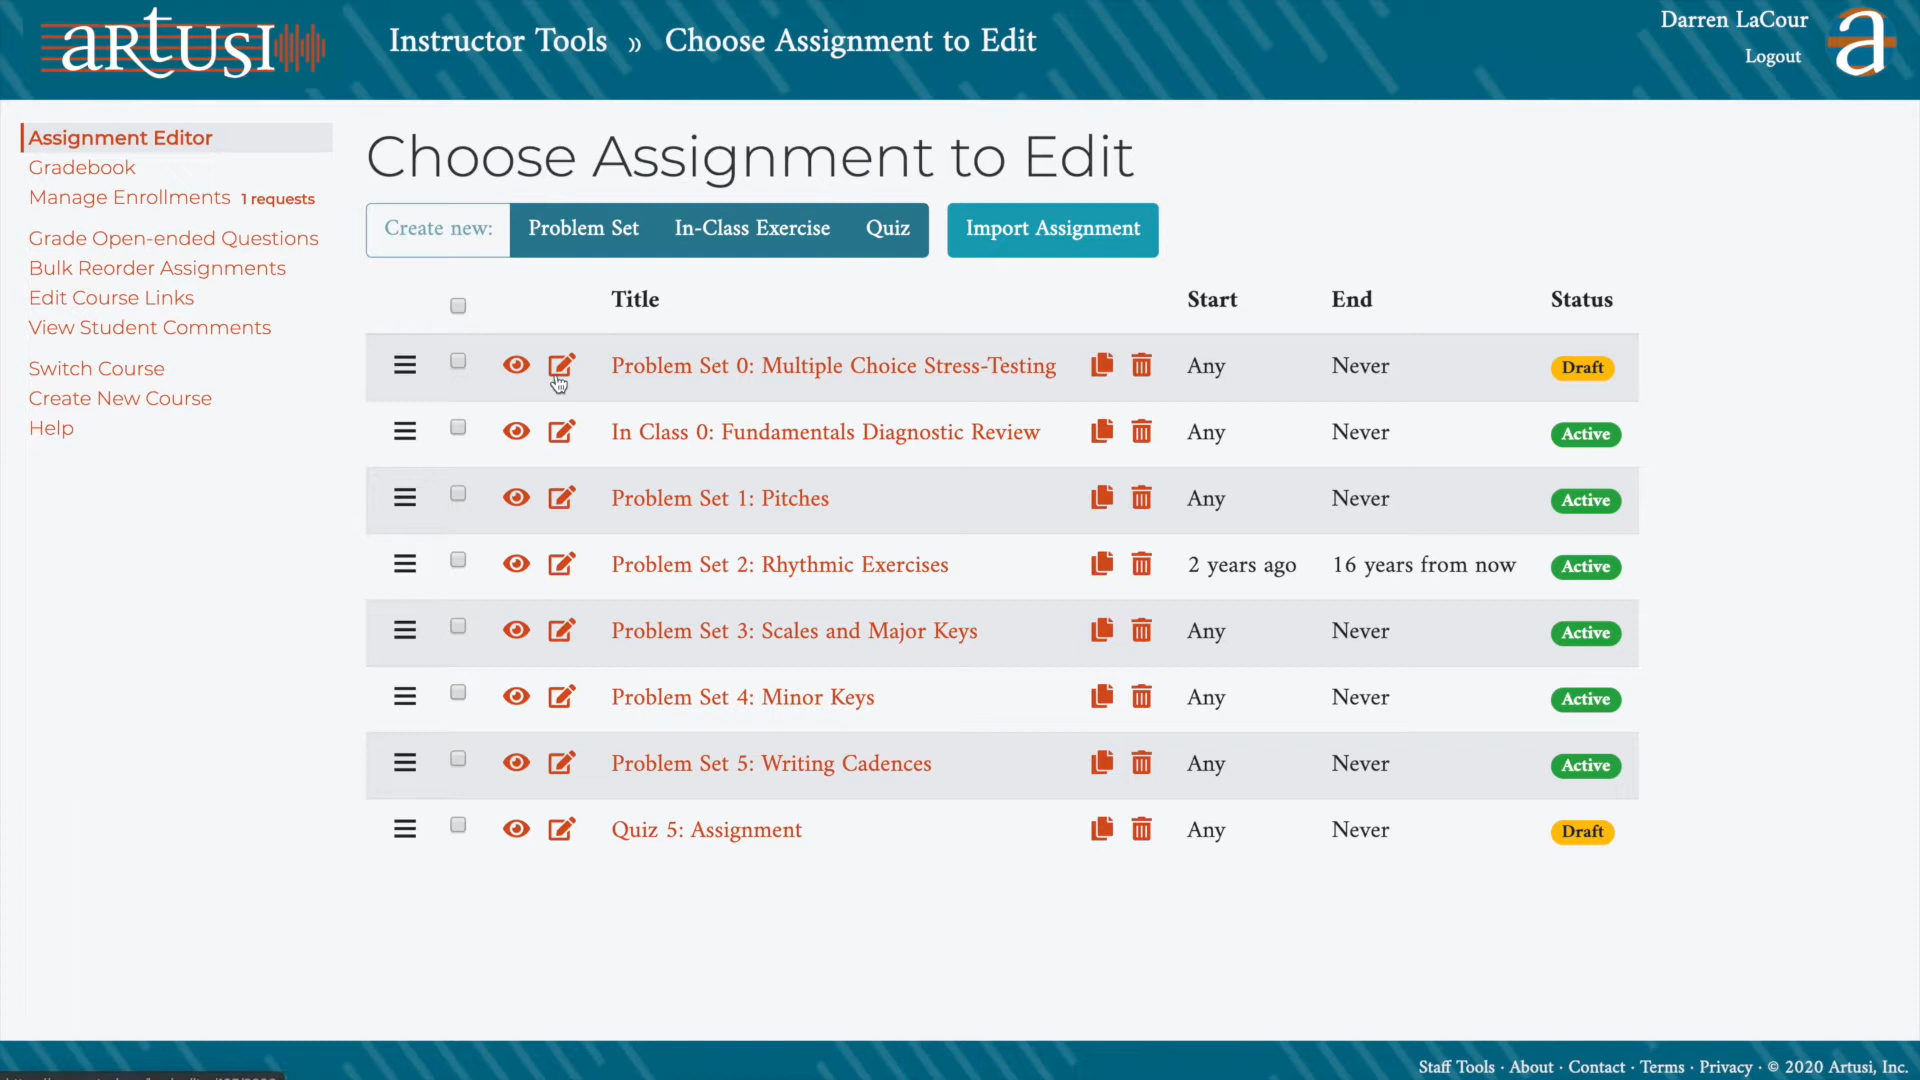 aRtusi
Instructor Tools » Choose Assignment to Edit
Darren LaCour
Logout
a
Assignment Editor
Gradebook
Manage Enrollments 1 requests
Grade Open-ended Questions
Bulk Reorder Assignments
Edit Course Links
View Student Comments
Switch Course
Create New Course
Help
Choose Assignment to Edit
Create new: Problem Set In-Class Exercise Quiz Import Assignment
Title Start End Status
Problem Set 0: Multiple Choice Stress-Testing Any Never Draft
In Class 0: Fundamentals Diagnostic Review Any Never Active
Problem Set 1: Pitches Any Never Active
Problem Set 2: Rhythmic Exercises 2 years ago 16 years from now Active
Problem Set 3: Scales and Major Keys Any Never Active
Problem Set 4: Minor Keys Any Never Active
Problem Set 5: Writing Cadences Any Never Active
Quiz 5: Assignment Any Never Draft
Staff Tools · About · Contact · Terms · Privacy · © 2020 Artusi, Inc.